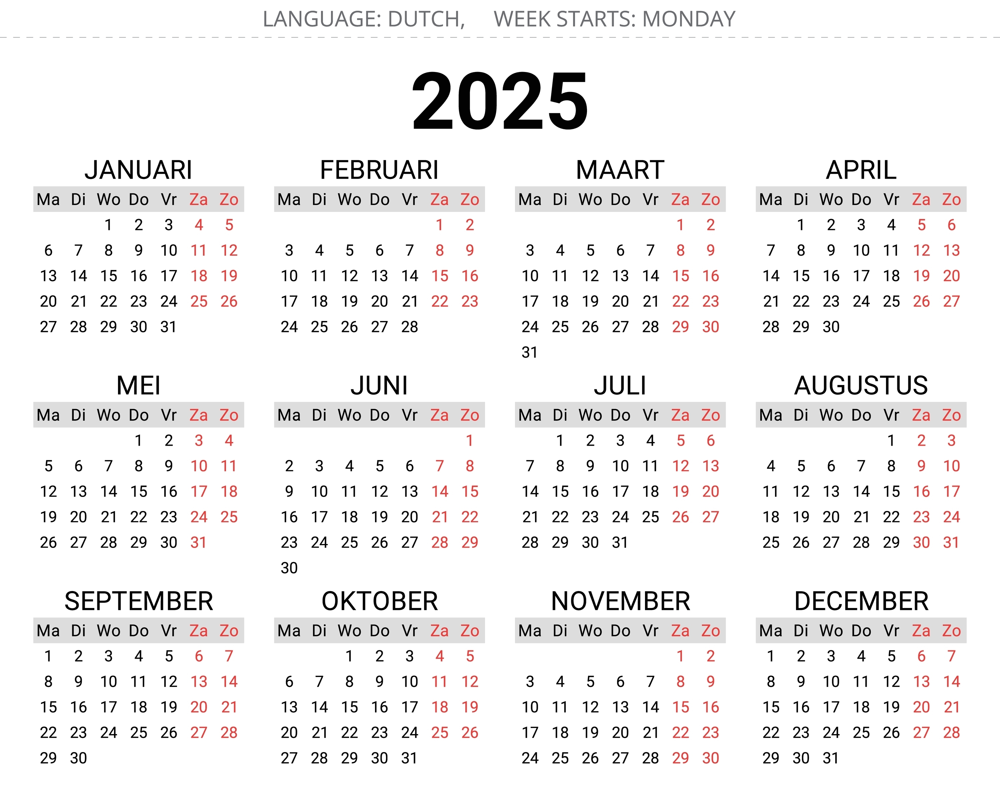 LANGUAGE: DUTCH, WEEK STARTS: MONDAY
2025
JANUARI
Ma Di Wo Do Vr Za Zo
1 2 3 4 5
6 7 8 9 10 11 12
13 14 15 16 17 18 19
20 21 22 23 24 25 26
27 28 29 30 31
FEBRUARI
Ma Di Wo Do Vr Za Zo
1 2
3 4 5 6 7 8 9
10 11 12 13 14 15 16
17 18 19 20 21 22 23
24 25 26 27 28
MAART
Ma Di Wo Do Vr Za Zo
1 2
3 4 5 6 7 8 9
10 11 12 13 14 15 16
17 18 19 20 21 22 23
24 25 26 27 28 29 30
31
APRIL
Ma Di Wo Do Vr Za Zo
1 2 3 4 5 6
7 8 9 10 11 12 13
14 15 16 17 18 19 20
21 22 23 24 25 26 27
28 29 30
MEI
Ma Di Wo Do Vr Za Zo
1 2 3 4
5 6 7 8 9 10 11
12 13 14 15 16 17 18
19 20 21 22 23 24 25
26 27 28 29 30 31
JUNI
Ma Di Wo Do Vr Za Zo
1
2 3 4 5 6 7 8
9 10 11 12 13 14 15
16 17 18 19 20 21 22
23 24 25 26 27 28 29
30
JULI
Ma Di Wo Do Vr Za Zo
1 2 3 4 5 6
7 8 9 10 11 12 13
14 15 16 17 18 19 20
21 22 23 24 25 26 27
28 29 30 31
AUGUSTUS
Ma Di Wo Do Vr Za Zo
1 2 3
4 5 6 7 8 9 10
11 12 13 14 15 16 17
18 19 20 21 22 23 24
25 26 27 28 29 30 31
SEPTEMBER
Ma Di Wo Do Vr Za Zo
1 2 3 4 5 6 7
8 9 10 11 12 13 14
15 16 17 18 19 20 21
22 23 24 25 26 27 28
29 30
OKTOBER
Ma Di Wo Do Vr Za Zo
1 2 3 4 5
6 7 8 9 10 11 12
13 14 15 16 17 18 19
20 21 22 23 24 25 26
27 28 29 30 31
NOVEMBER
Ma Di Wo Do Vr Za Zo
1 2
3 4 5 6 7 8 9
10 11 12 13 14 15 16
17 18 19 20 21 22 23
24 25 26 27 28 29 30
DECEMBER
Ma Di Wo Do Vr Za Zo
1 2 3 4 5 6 7
8 9 10 11 12 13 14
15 16 17 18 19 20 21
22 23 24 25 26 27 28
29 30 31